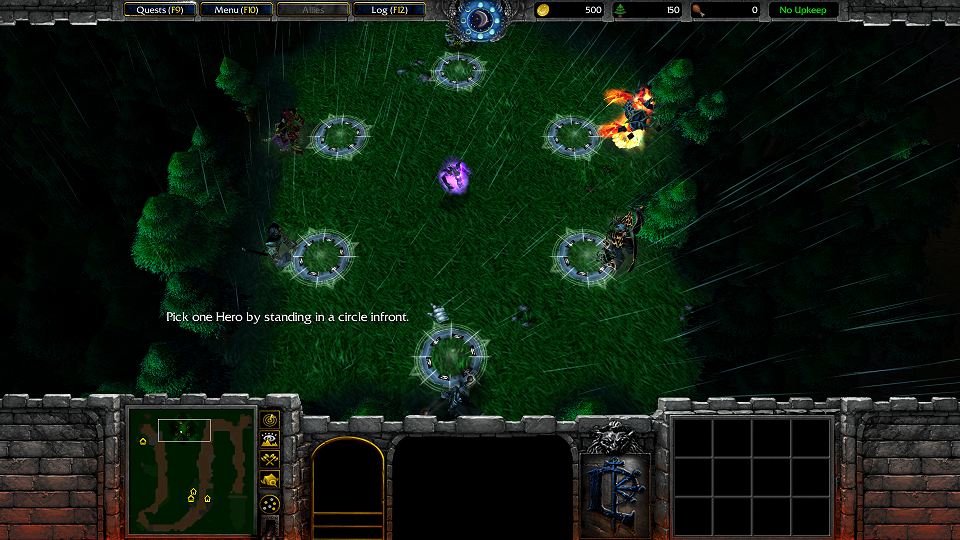 Quests (F9) Menu (F10) Allies Log (F12) 500 150 0 No Upkeep
Pick one Hero by standing in a circle infront.